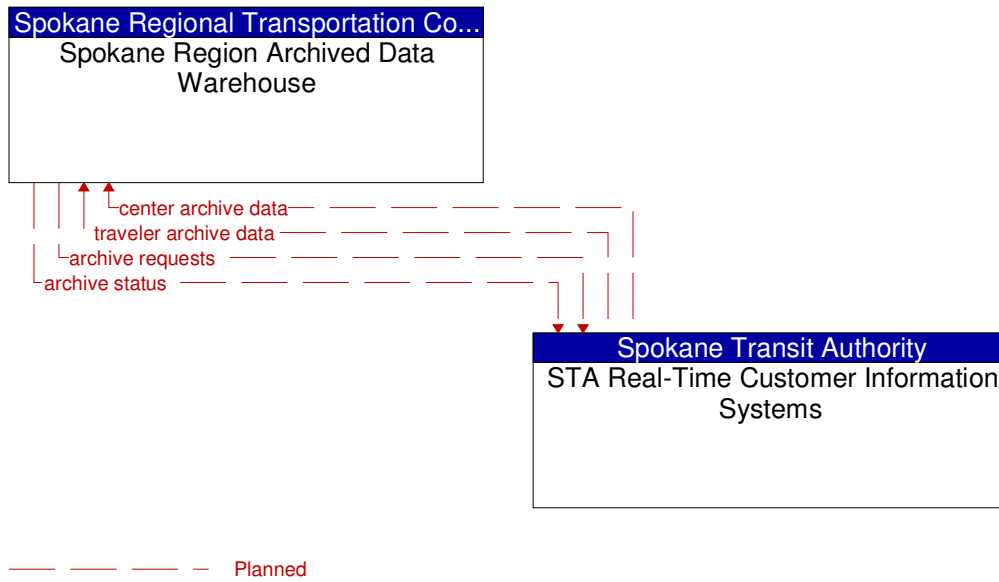 Spokane Regional Transportation Co...
Spokane Region Archived Data
Warehouse
center archive data
traveler archive data
archive requests
archive status
Spokane Transit Authority
STA Real-Time Customer Information
Systems
Planned